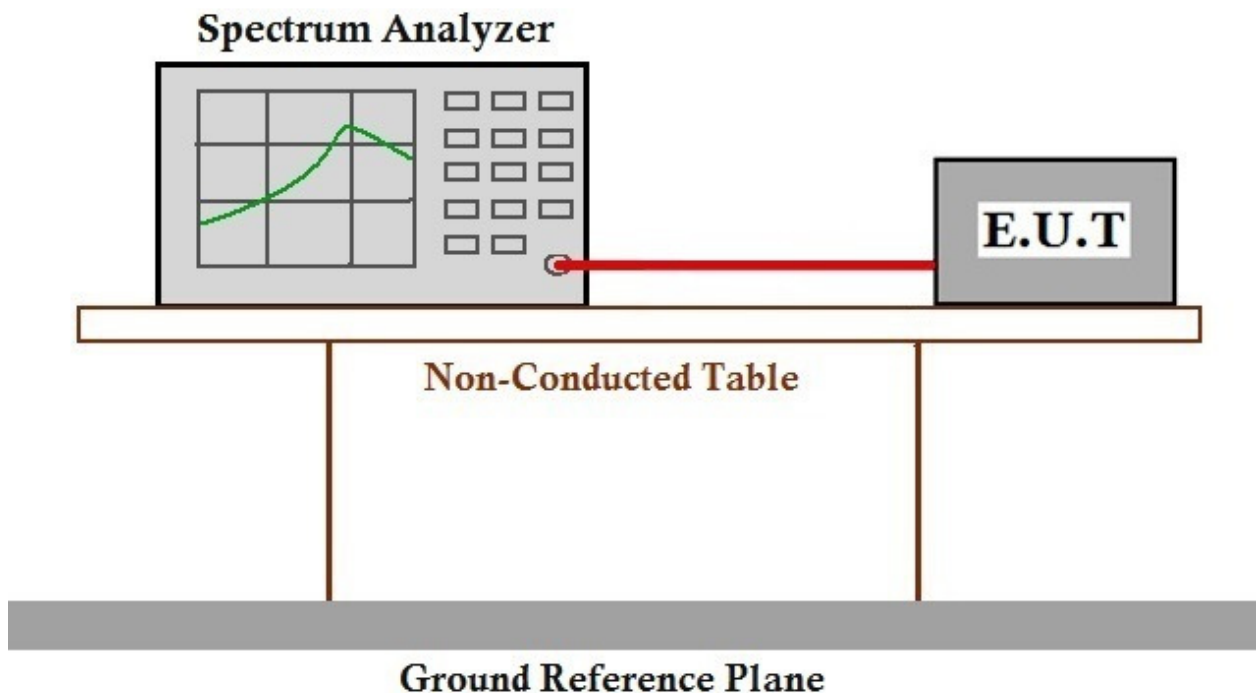 Spectrum Analyzer
E.U.T
Non-Conducted Table
Ground Reference Plane